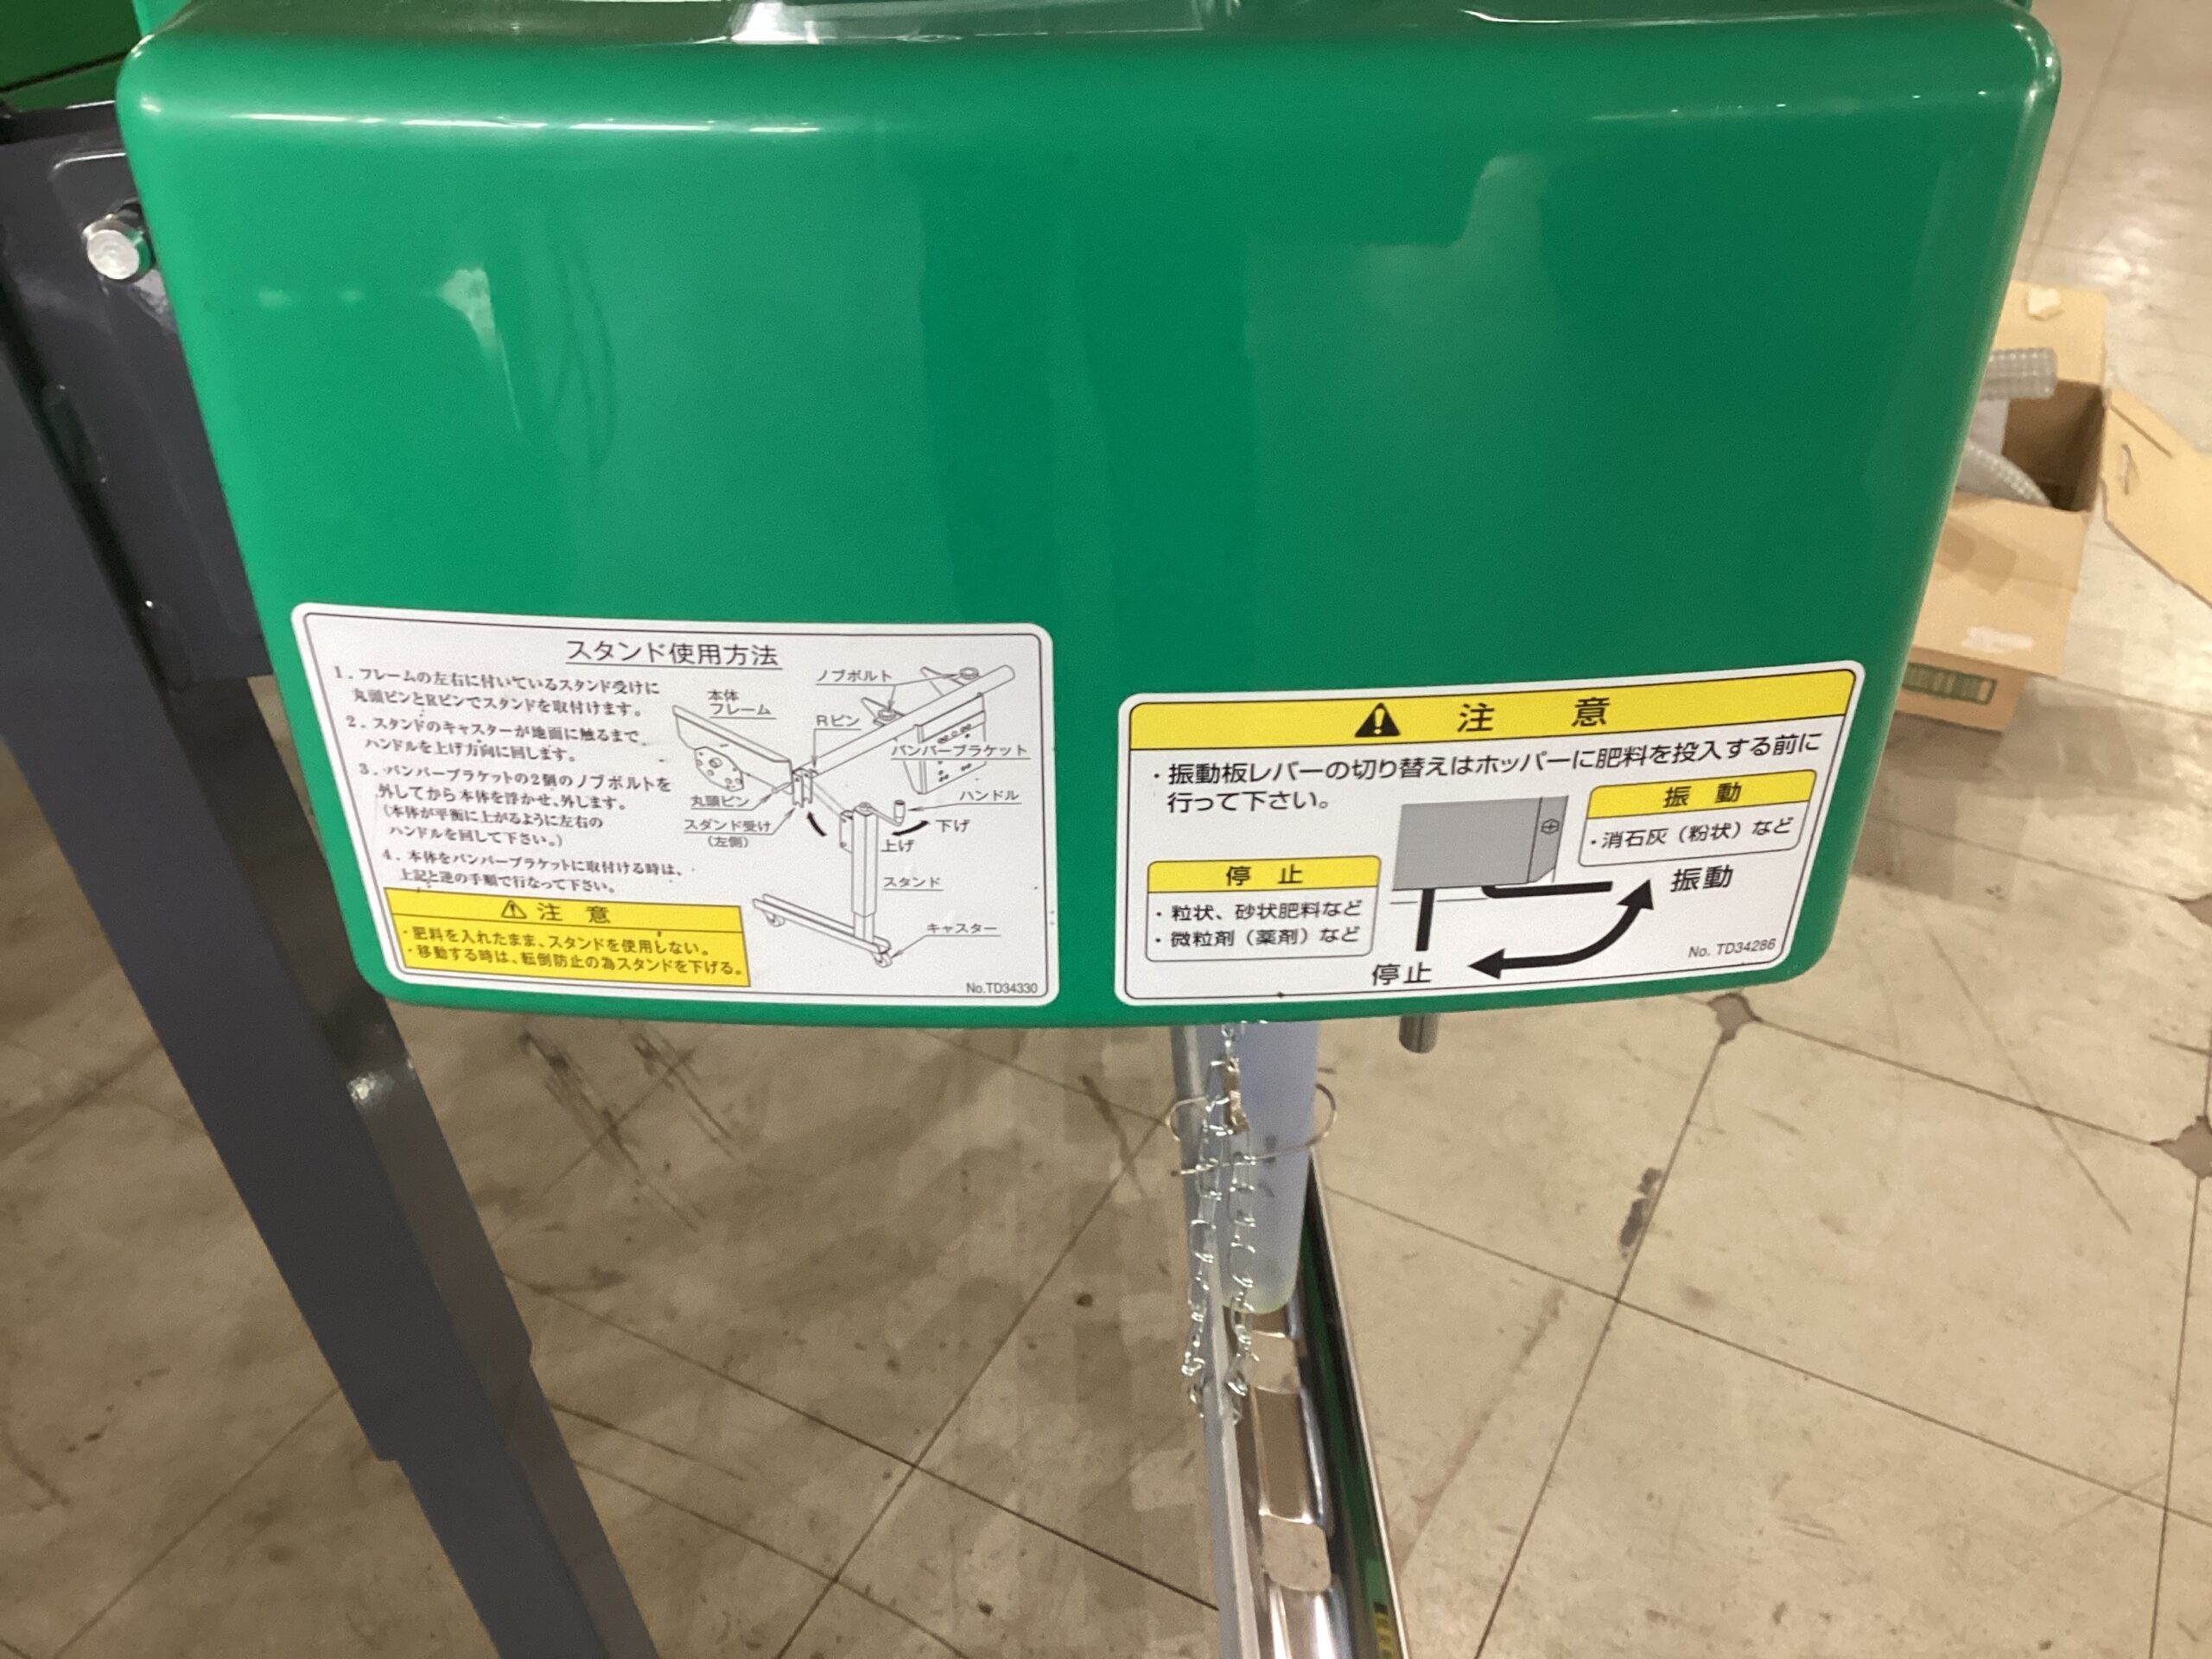 スタンド使用方法
1．フレームの左右に付いているスタンド受けに
丸頭ピンとRピンでスタンドを取付けます。
2．スタンドのキャスターが地面に触るまで
ハンドルを上げ方向に回します。
3．バンパーブラケットの2個のノブボルトを
外してから本体を浮かせ、外します。
（本体が平衡に上がるように左右の
ハンドルを回して下さい。）
4．本体をバンパーブラケットに取付ける時は、
上記と逆の手順で行なって下さい。
注意
・肥料を入れたまま、スタンドを使用しない。
・移動する時は、転倒防止の為スタンドを下げる。
ノブボルト
本体
フレーム
Rピン
バンパーブラケット
丸頭ピン
ハンドル
スタンド受け
（左側）
下げ
上げ
スタンド
キャスター
No.TD34330
注意
・振動板レバーの切り替えはホッパーに肥料を投入する前に
行って下さい。
振動
・消石灰（粉状）など
停止
・粒状、砂状肥料など
・微粒剤（薬剤）など
振動
停止
No. TD34286